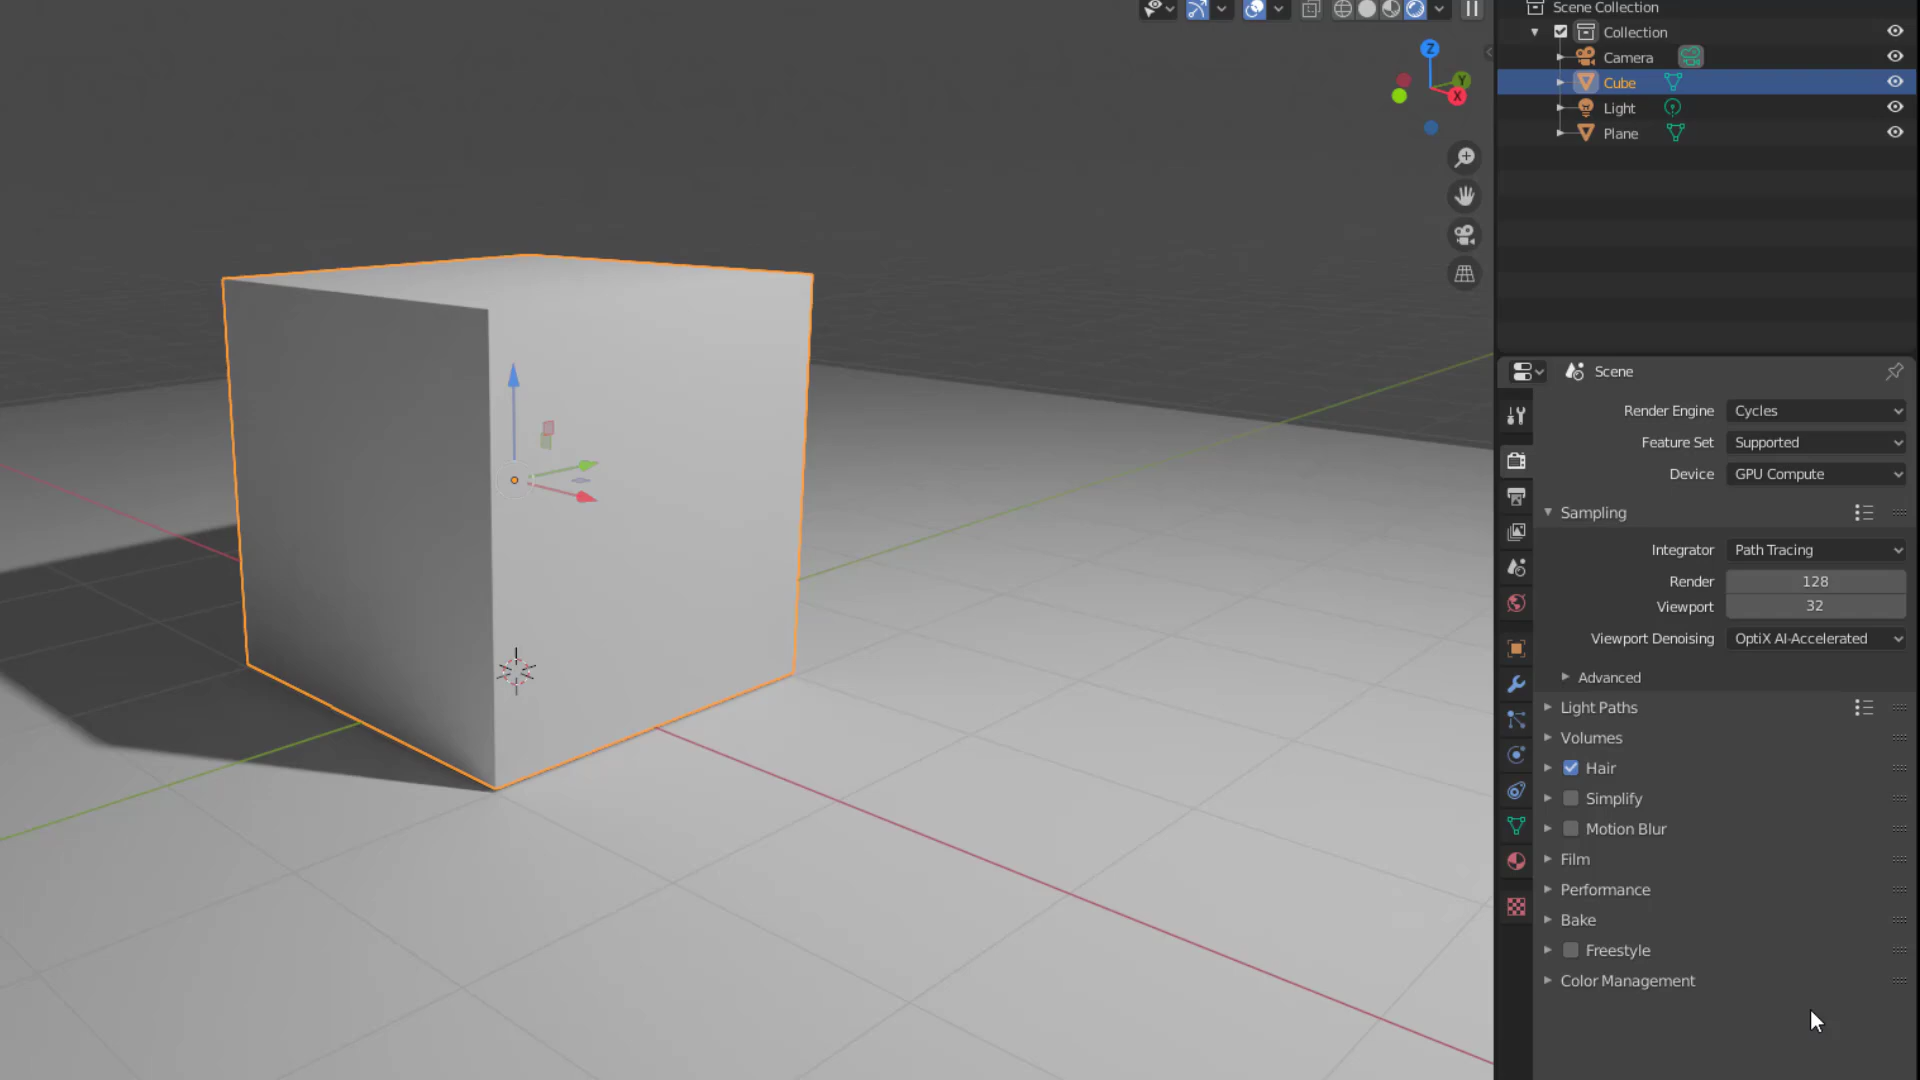 Scene Collection
Collection
Camera
Cube
Light
Plane
Z
Y
X
Scene
Render Engine Cycles
Feature Set Supported
Device GPU Compute
Sampling
Integrator Path Tracing
Render 128
Viewport 32
Viewport Denoising OptiX AI-Accelerated
Advanced
Light Paths
Volumes
Hair
Simplify
Motion Blur
Film
Performance
Bake
Freestyle
Color Management